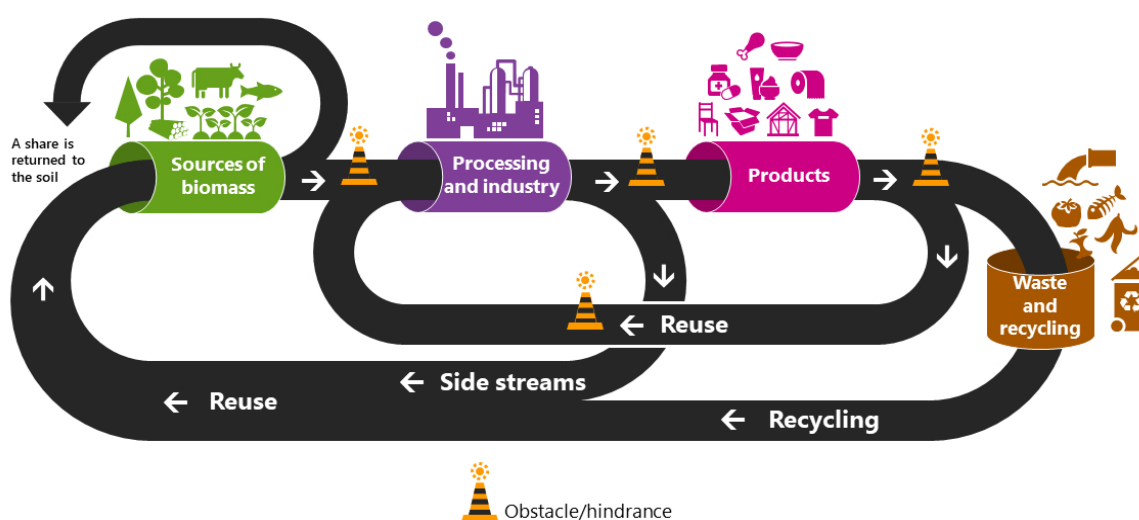 A share is
returned to
the soil
Sources of
biomass
Processing
and industry
Products
Waste
and
recycling
Reuse
Side streams
Reuse
Recycling
Obstacle/hindrance